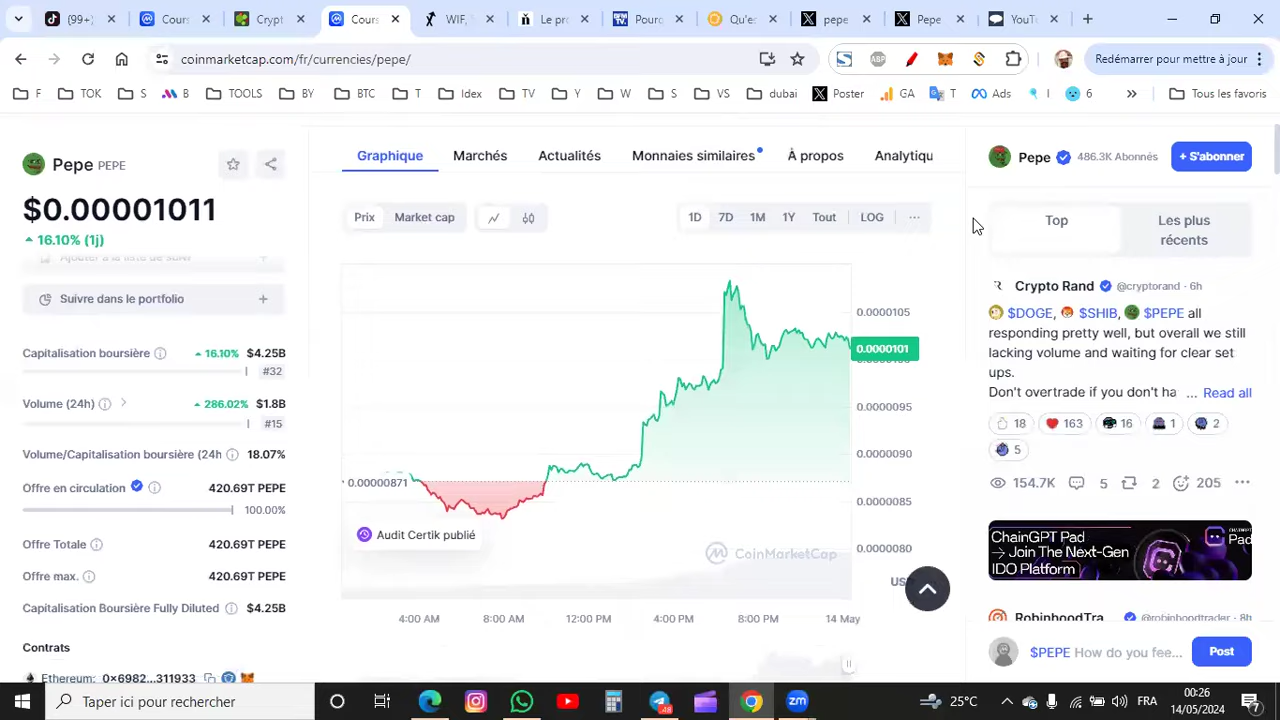 (99+)
Cours
Crypt
Cours
WIF, S
Le pro
Pourc
Qu'es
pepe
Pepe
YouTu
coinmarketcap.com/fr/currencies/pepe/
Redémarrer pour mettre à jour
F
TOK
S
B
TOOLS
BY
BTC
T
Idex
TV
Y
W
S
VS
dubai
Poster
GA
T
Ads
I
6
Tous les favoris
Pepe PEPE
$0.00001011
16.10% (1j)
Suivre dans le portfolio
Capitalisation boursière
16.10% $4.25B
#32
Volume (24h)
286.02% $1.8B
#15
Volume/Capitalisation boursière (24h
18.07%
Offre en circulation
420.69T PEPE
100.00%
Offre Totale
420.69T PEPE
Offre max.
420.69T PEPE
Capitalisation Boursière Fully Diluted
$4.25B
Contrats
Ethereum: 0x6982...311933
Graphique
Marchés
Actualités
Monnaies similaires
À propos
Analytiqu
Prix
Market cap
1D
7D
1M
1Y
Tout
LOG
...
0.0000105
0.0000101
0.0000095
0.0000090
0.0000085
0.0000080
0.00000871
Audit Certik publié
CoinMarketCap
4:00 AM
8:00 AM
12:00 PM
4:00 PM
8:00 PM
14 May
Pepe
486.3K Abonnés
+ S'abonner
Top
Les plus
récents
Crypto Rand @cryptorand · 6h
$DOGE, $SHIB, $PEPE all
responding pretty well, but overall we still
lacking volume and waiting for clear set
ups.
Don't overtrade if you don't ha ... Read all
18
163
16
1
2
5
154.7K
5
2
205
ChainGPT Pad
→ Join The Next-Gen
IDO Platform
Pad
RobinhoodTra @robinhoodtrader · 8h
$PEPE How do you fee...
Post
Taper ici pour rechercher
25°C
FRA
00:26
14/05/2024
7